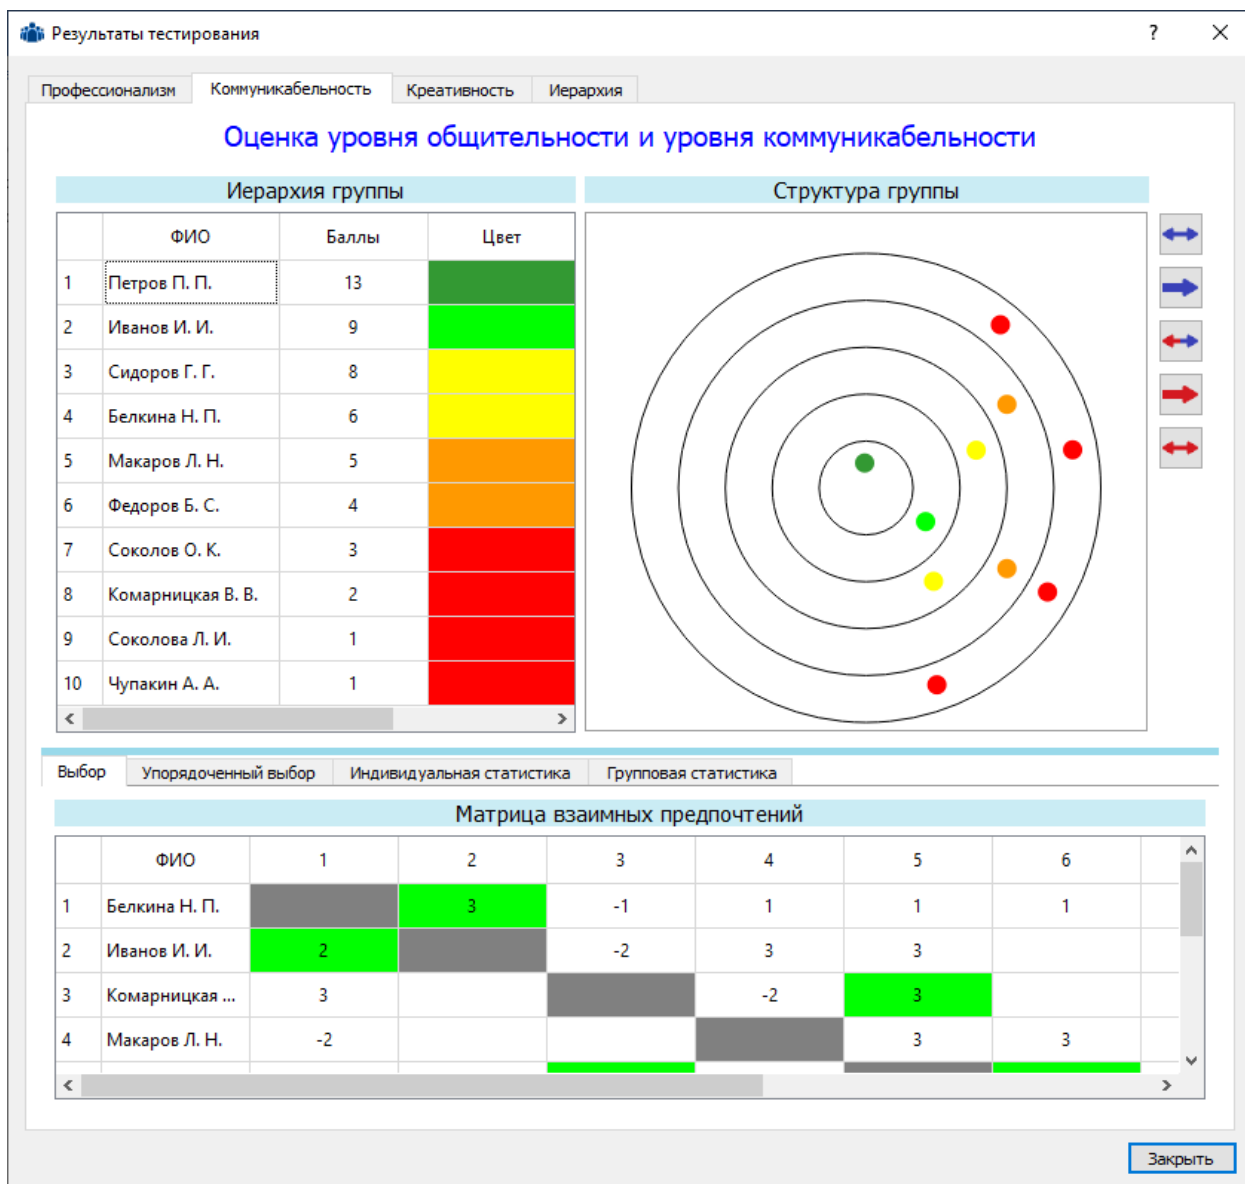 Результаты тестирования ?
Профессионализм Коммуникабельность Креативность Иерархия
Оценка уровня общительности и уровня коммуникабельности
Иерархия группы Структура группы
ФИО Баллы Цвет
1 Петров П. П. 13
2 Иванов И. И. 9
3 Сидоров Г. Г. 8
4 Белкина Н. П. 6
5 Макаров Л. Н. 5
6 Федоров Б. С. 4
7 Соколов О. К. 3
8 Комарницкая В. В. 2
9 Соколова Л. И. 1
10 Чупакин А. А. 1
Выбор Упорядоченный выбор Индивидуальная статистика Групповая статистика
Матрица взаимных предпочтений
ФИО 1 2 3 4 5 6
1 Белкина Н. П. 3 -1 1 1 1
2 Иванов И. И. 2 -2 3 3
3 Комарницкая ... 3 -2 3
4 Макаров Л. Н. -2 3 3
Закрыть